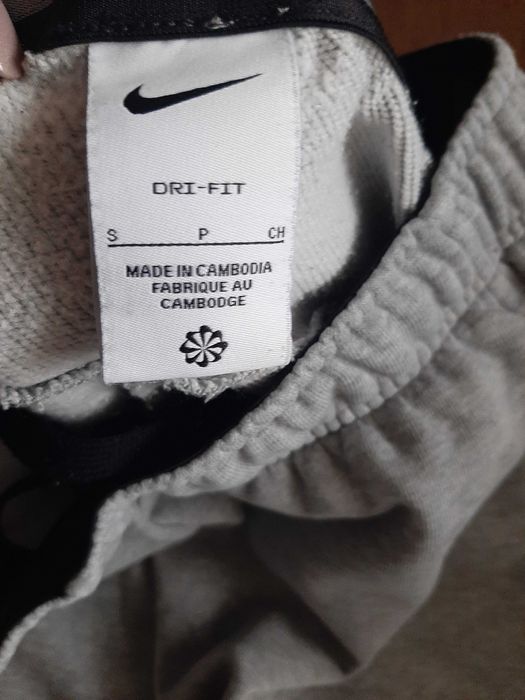 DRI-FIT
S P CH
MADE IN CAMBODIA
FABRIQUE AU
CAMBODGE